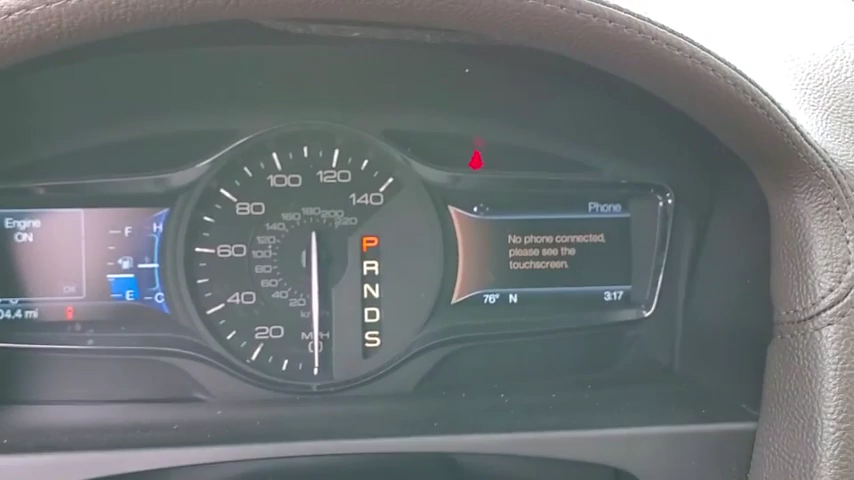 Engine
ON
OK
F
E
H
C
04.4 mi
20
40
60
80
100
120
140
20
40
60
80
100
120
140
160
180
200
220
MPH
P
R
N
D
S
Phone
No phone connected,
please see the
touchscreen.
76° N 3:17